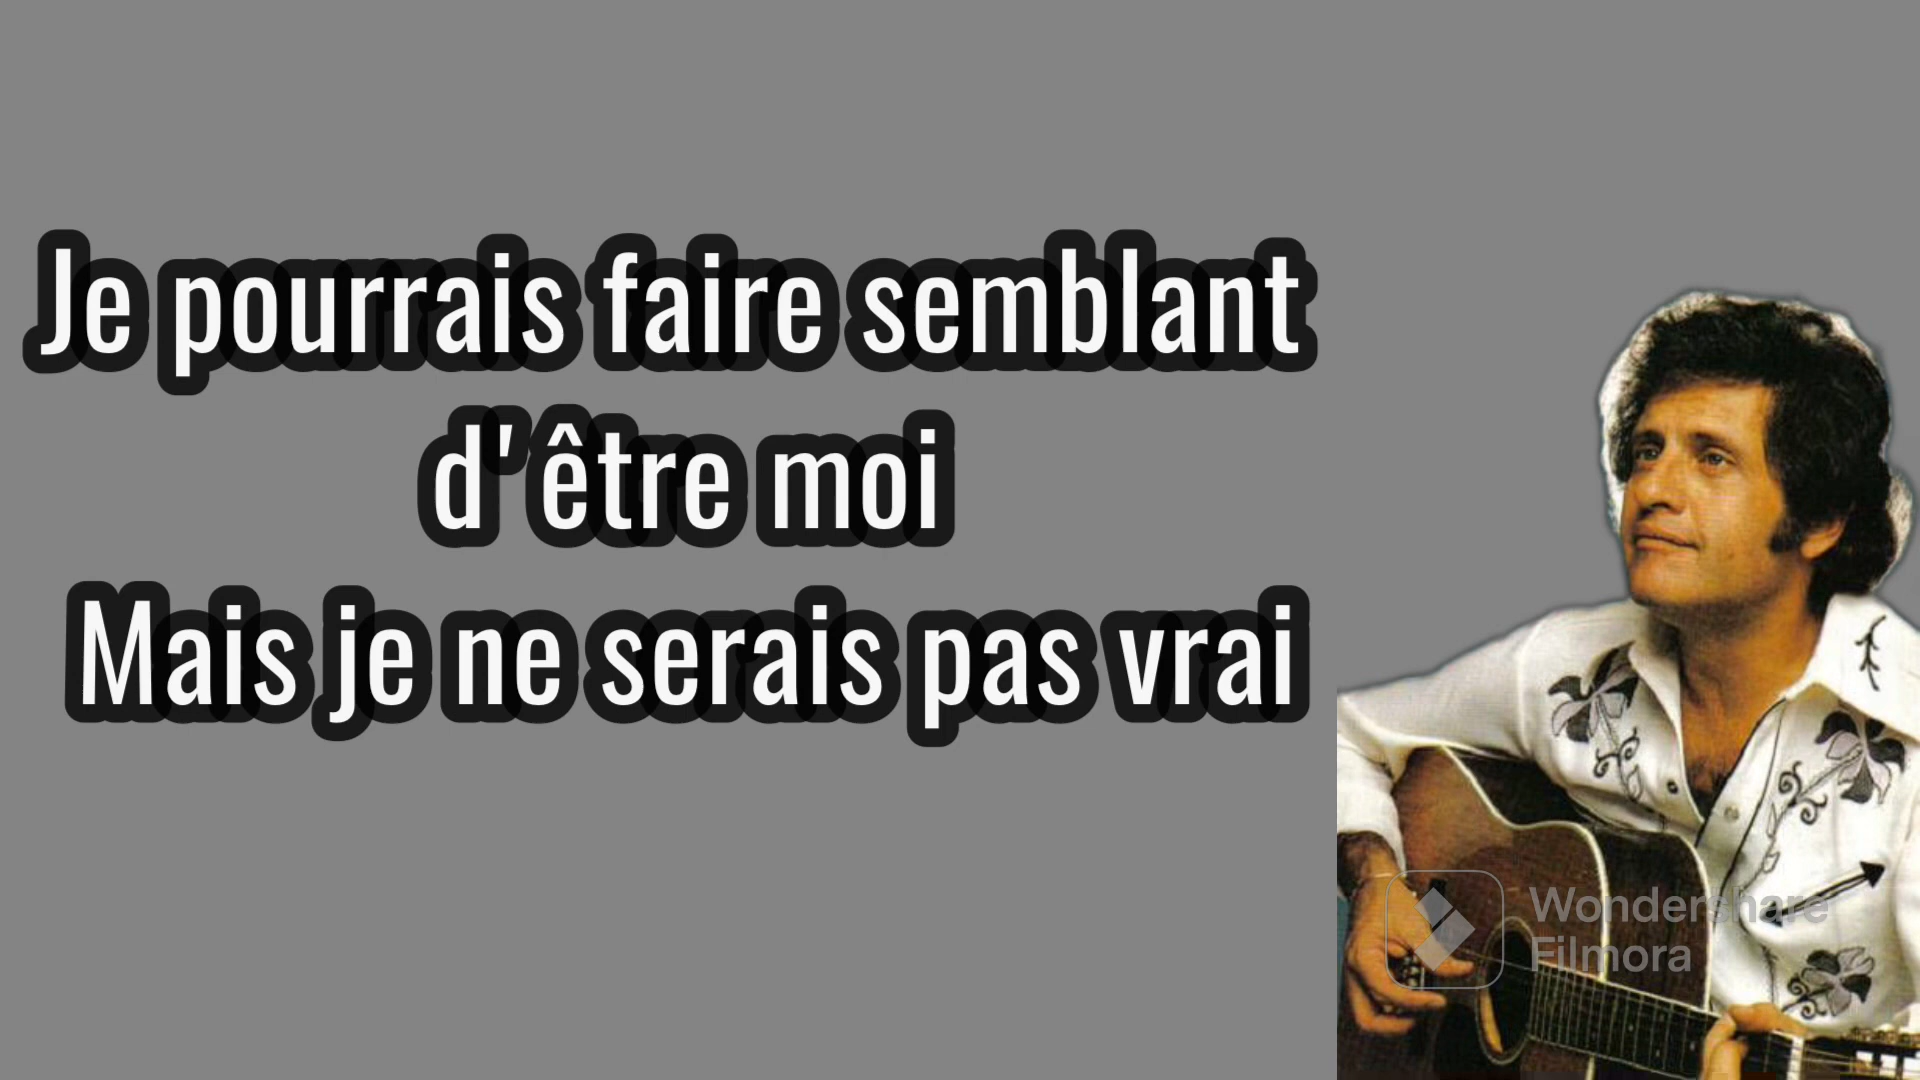 Je pourrais faire semblant
d'être moi
Mais je ne serais pas vrai
Wondershare
Filmora